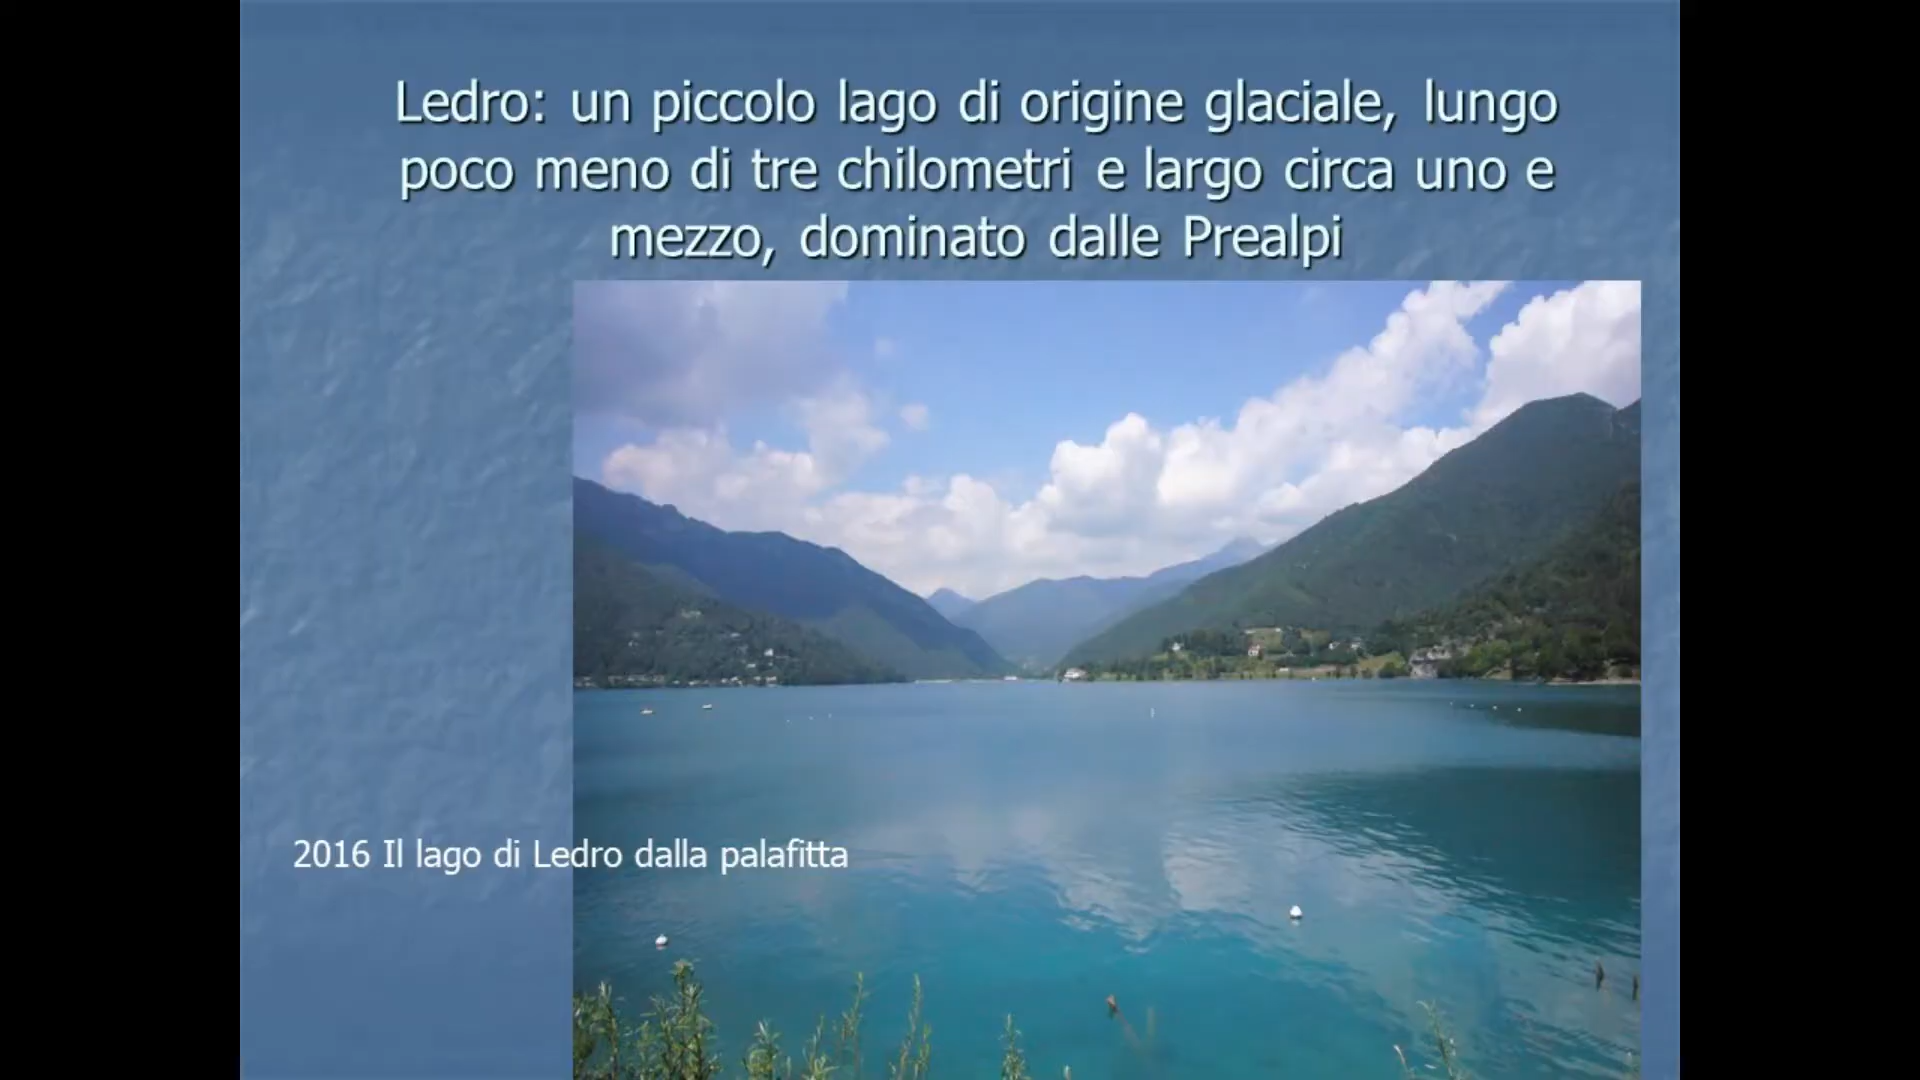 Ledro: un piccolo lago di origine glaciale, lungo
poco meno di tre chilometri e largo circa uno e
mezzo, dominato dalle Prealpi
2016 Il lago di Ledro dalla palafitta